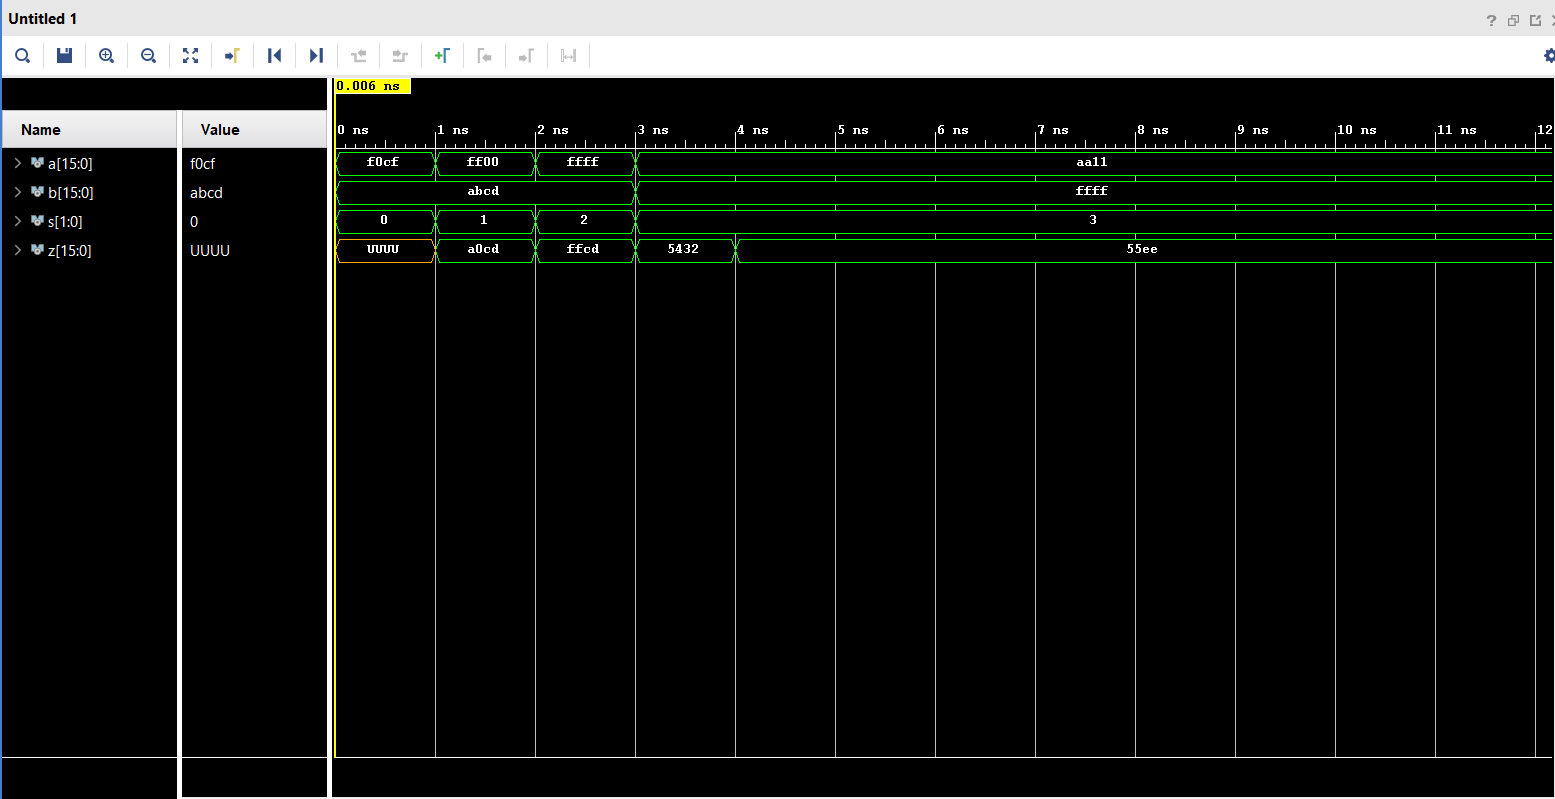 Untitled 1
?
0.006 ns
Name Value
0 ns 1 ns 2 ns 3 ns 4 ns 5 ns 6 ns 7 ns 8 ns 9 ns 10 ns 11 ns 12
a[15:0] f0cf f0cf ff00 ffff aa11
b[15:0] abcd abcd ffff
s[1:0] 0 0 1 2 3
z[15:0] UUUU UUUU a0cd ffcd 5432 55ee